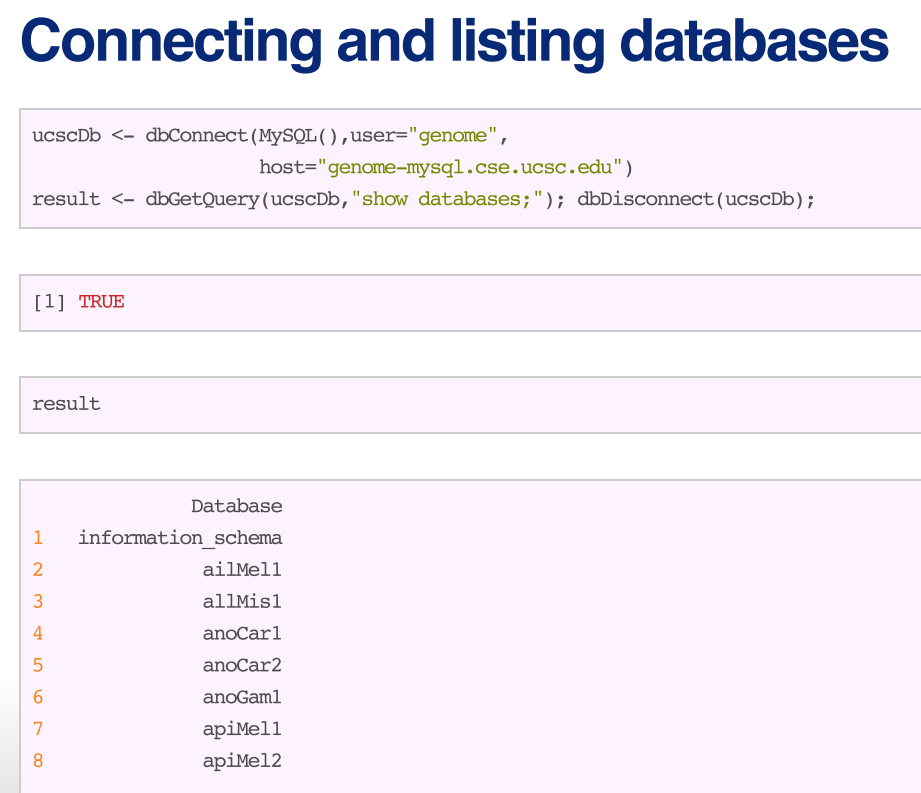 Connecting and listing databases
ucscDb <- dbConnect(MySQL(),user="genome",
host="genome-mysql.cse.ucsc.edu")
result <- dbGetQuery(ucscDb,"show databases;"); dbDisconnect(ucscDb);
[1] TRUE
result
Database
1 information_schema
2 ailMel1
3 allMis1
4 anoCar1
5 anoCar2
6 anoGam1
7 apiMel1
8 apiMel2